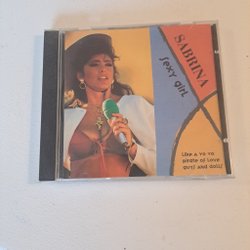 SABRINA
sexy girl
like a yo-yo
pirate of love
guys and dolls